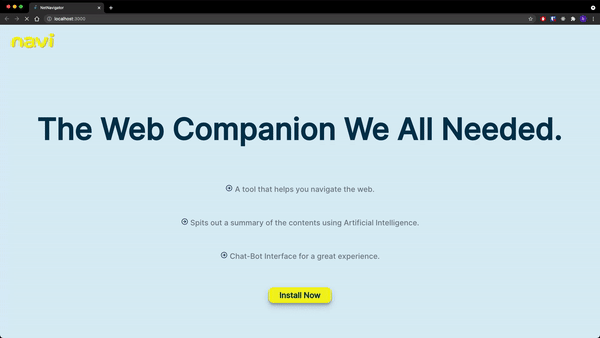 NetNavigator
localhost:3000
navi
The Web Companion We All Needed.
A tool that helps you navigate the web.
Spits out a summary of the contents using Artificial Intelligence.
Chat-Bot Interface for a great experience.
Install Now